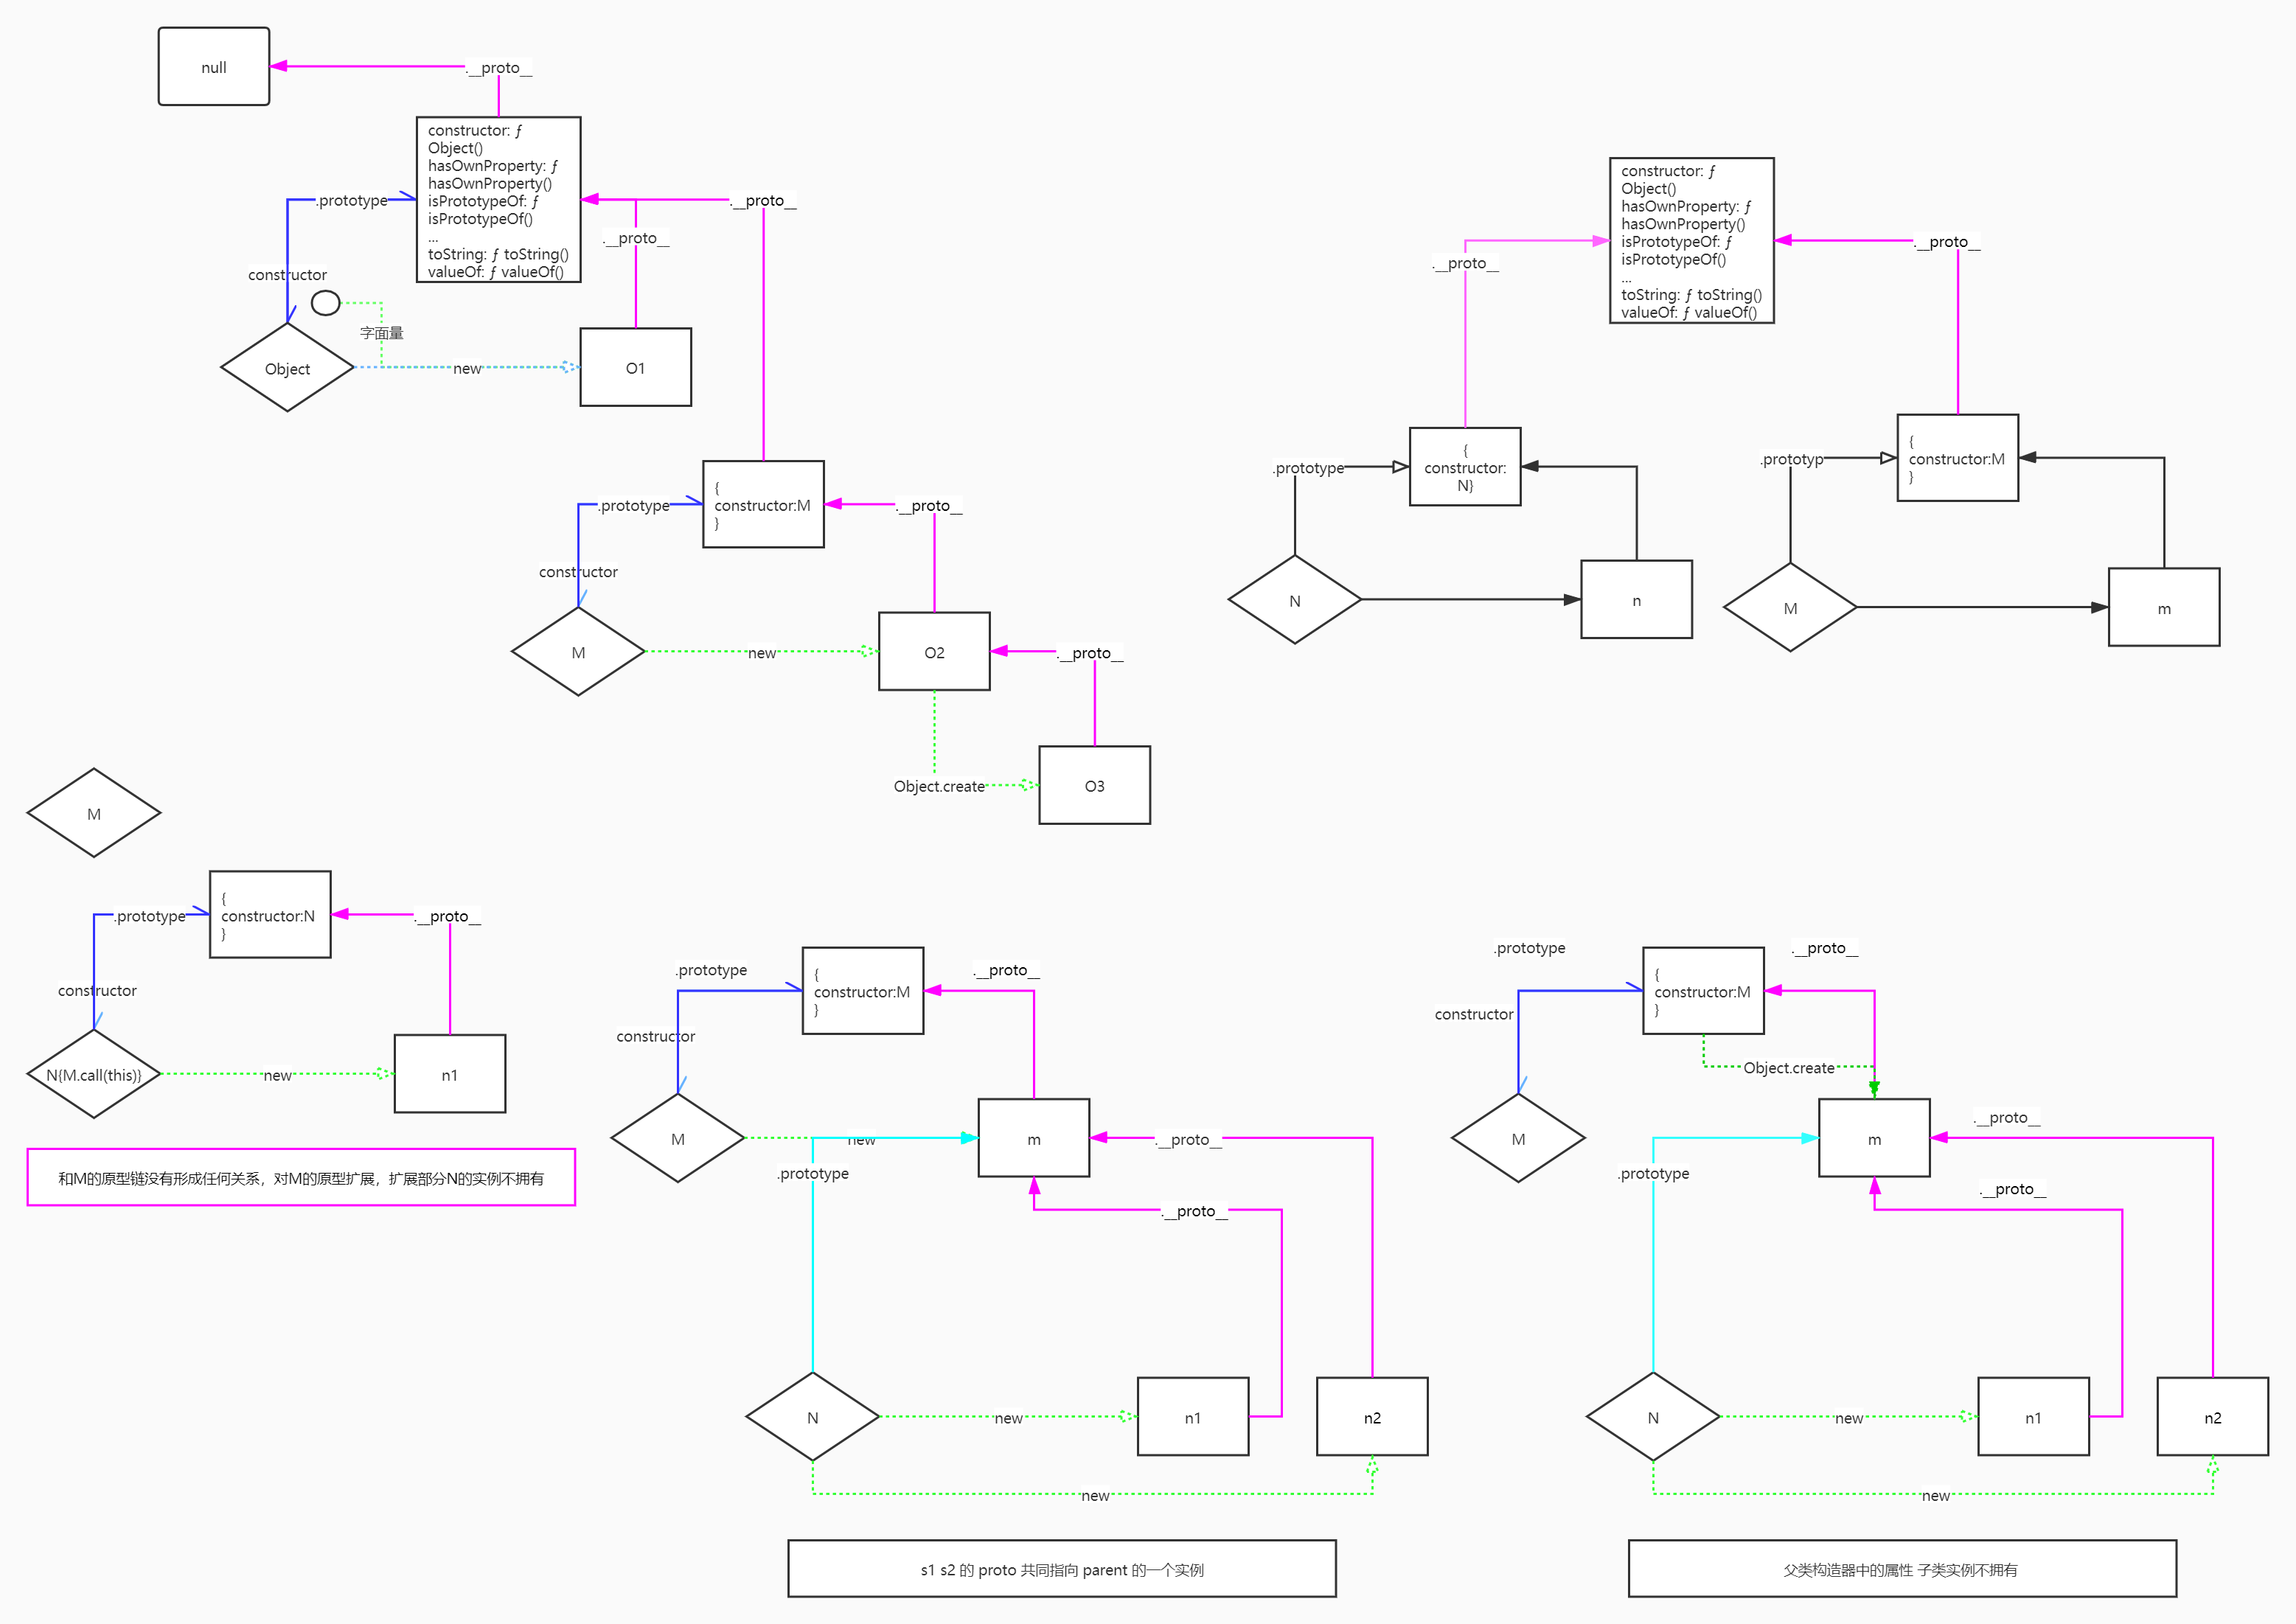 null
.__proto__
constructor: ƒ
Object()
hasOwnProperty: ƒ
hasOwnProperty()
isPrototypeOf: ƒ
isPrototypeOf()
...
toString: ƒ toString()
valueOf: ƒ valueOf()
.prototype
constructor
字面量
Object
new
O1
.__proto__
.__proto__
{
constructor:M
}
.prototype
constructor
.__proto__
M
new
O2
.__proto__
Object.create
O3
constructor: ƒ
Object()
hasOwnProperty: ƒ
hasOwnProperty()
isPrototypeOf: ƒ
isPrototypeOf()
...
toString: ƒ toString()
valueOf: ƒ valueOf()
.__proto__
.__proto__
{
constructor:
N}
.prototype
N
n
{
constructor:M
}
.prototyp
M
m
M
{
constructor:N
}
.prototype
.__proto__
constructor
N{M.call(this)}
new
n1
和M的原型链没有形成任何关系，对M的原型扩展，扩展部分N的实例不拥有
.prototype
{
constructor:M
}
.__proto__
constructor
M
new
m
.__proto__
.prototype
.__proto__
N
new
n1
n2
new
s1 s2 的 proto 共同指向 parent 的一个实例
.prototype
{
constructor:M
}
.__proto__
constructor
Object.create
M
m
.__proto__
.prototype
.__proto__
N
new
n1
n2
new
父类构造器中的属性 子类实例不拥有